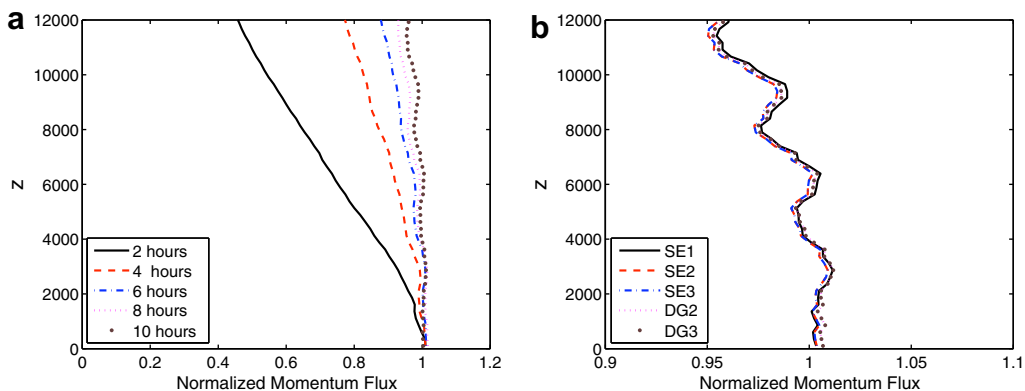 a
12000
10000
8000
6000
4000
2000
0
z
2 hours
4 hours
6 hours
8 hours
10 hours
0 0.2 0.4 0.6 0.8 1 1.2
Normalized Momentum Flux
b
12000
10000
8000
6000
4000
2000
0
z
SE1
SE2
SE3
DG2
DG3
0.9 0.95 1 1.05 1.1
Normalized Momentum Flux